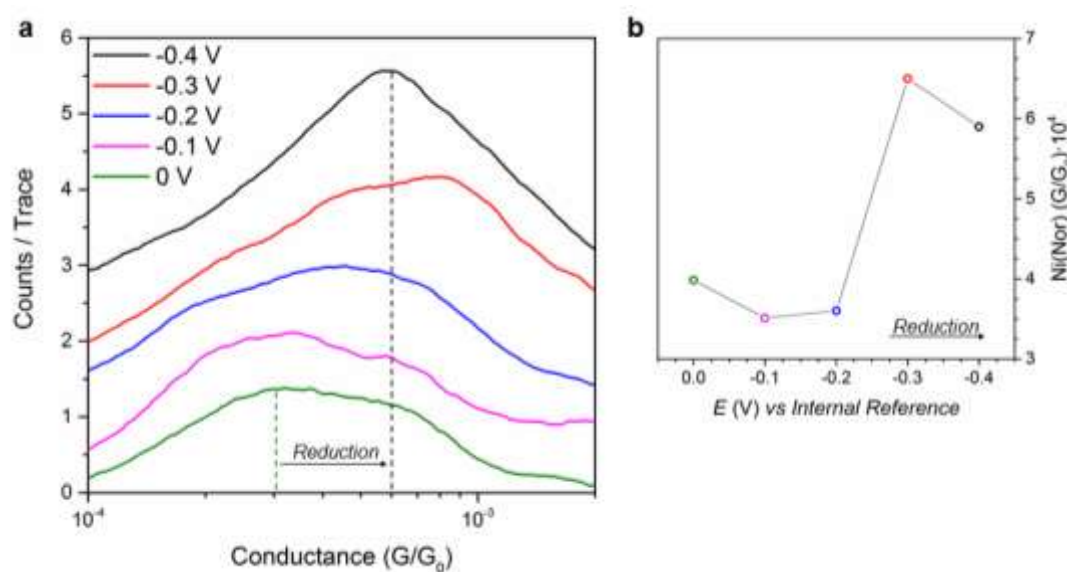 a
6
5
4
3
2
1
0
Counts / Trace
-0.4 V
-0.3 V
-0.2 V
-0.1 V
0 V
Reduction
10⁻⁴
10⁻³
Conductance (G/G₀)
b
7
6
5
4
3
Ni(Nor) (G/G₀)·10⁴
Reduction
0.0 -0.1 -0.2 -0.3 -0.4
E (V) vs Internal Reference